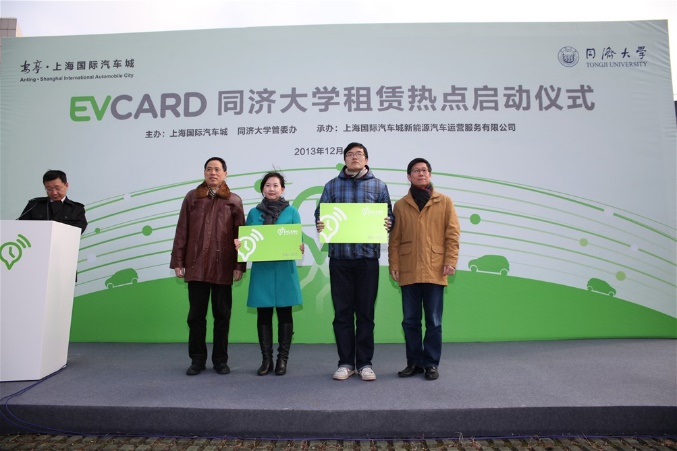 安亭·上海国际汽车城
Anting·Shanghai International Automobile City
同濟大学
TONGJI UNIVERSITY
EVCARD 同济大学租赁热点启动仪式
主办：上海国际汽车城 同济大学嘉委办 承办：上海国际汽车城新能源汽车运营服务有限公司
2013年12月